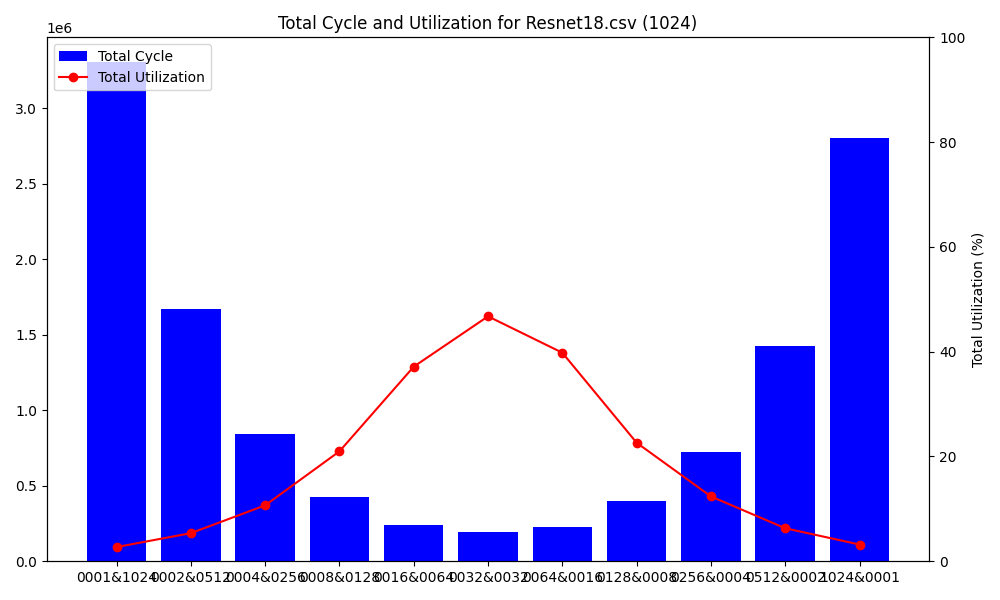 Total Cycle and Utilization for Resnet18.csv (1024)
1e6
Total Cycle
Total Utilization
3.0
2.5
2.0
1.5
1.0
0.5
0.0
100
80
60
40
20
0
Total Utilization (%)
0001&1024 0002&0512 0004&0256 0008&0128 0016&0064 0032&0032 0064&0016 0128&0008 0256&0004 0512&0002 1024&0001